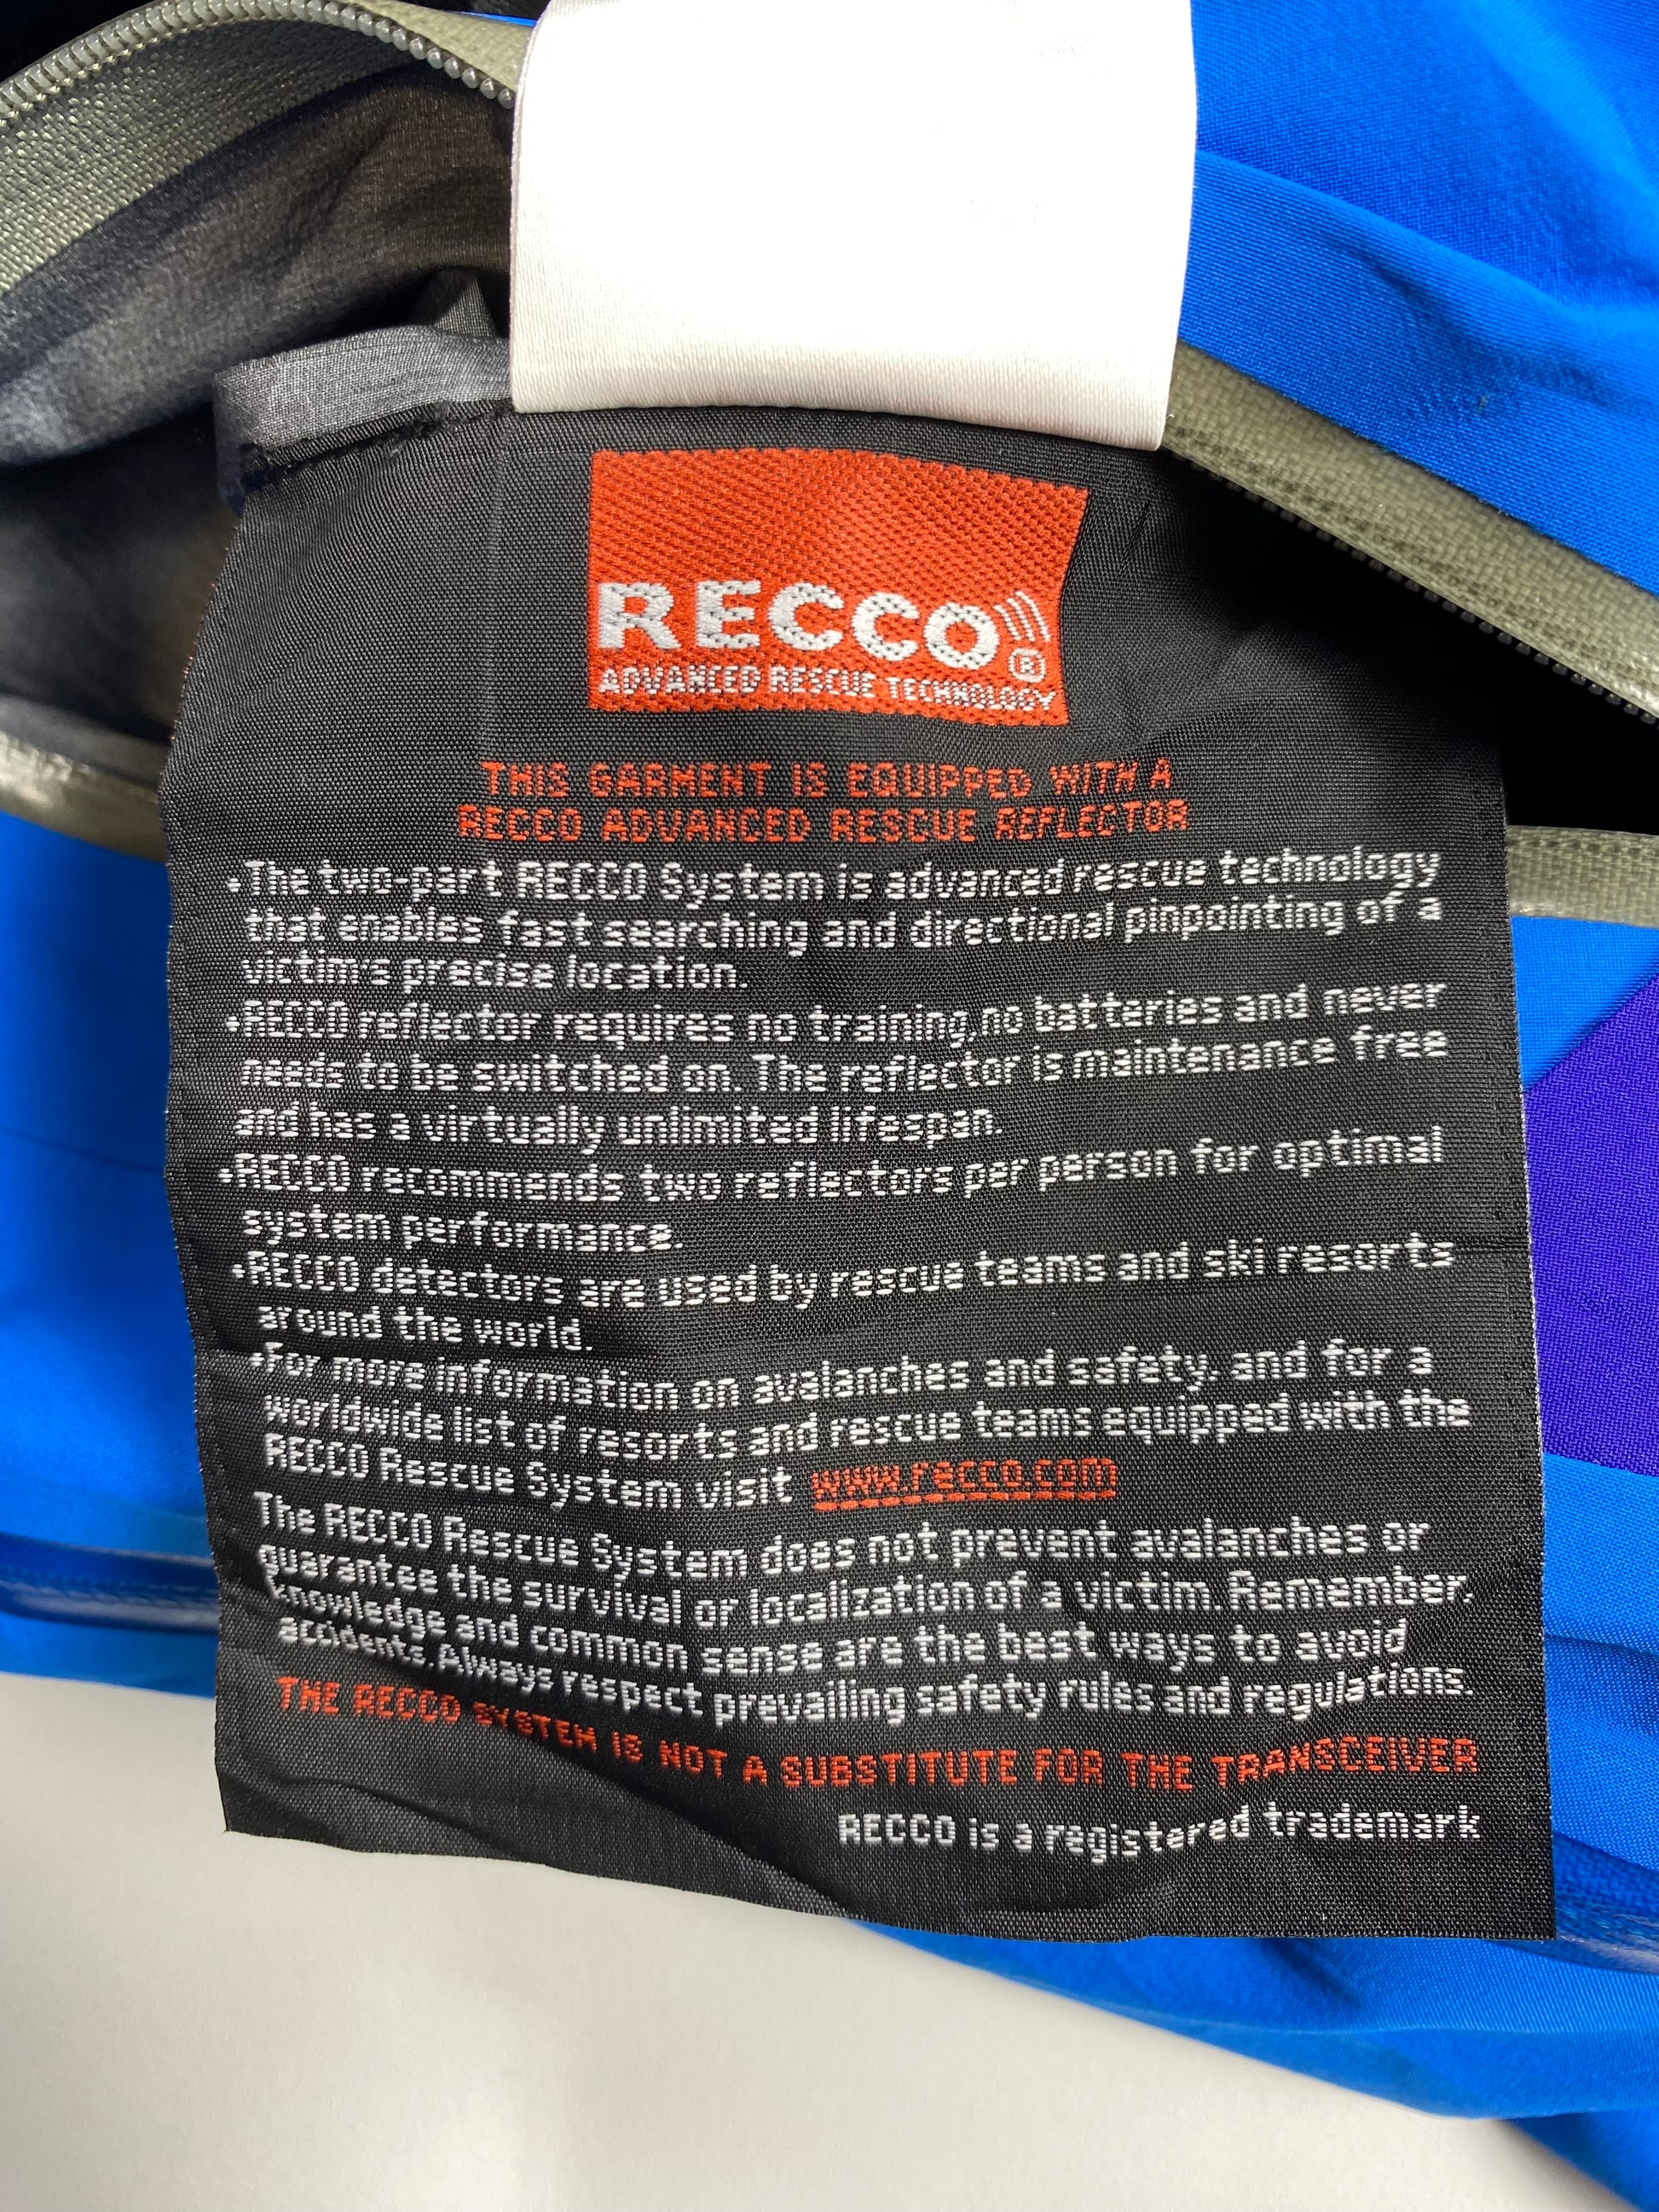 RECCO®
ADVANCED RESCUE TECHNOLOGY
THIS GARMENT IS EQUIPPED WITH A
RECCO ADVANCED RESCUE REFLECTOR
•The two-part RECCO System is advanced rescue technology
that enables fast searching and directional pinpointing of a
victim's precise location.
•RECCO reflector requires no training,no batteries and never
needs to be switched on. The reflector is maintenance free
and has a virtually unlimited lifespan.
•RECCO recommends two reflectors per person for optimal
system performance.
•RECCO detectors are used by rescue teams and ski resorts
around the world.
•For more information on avalanches and safety, and for a
worldwide list of resorts and rescue teams equipped with the
RECCO Rescue System visit www.recco.com
The RECCO Rescue System does not prevent avalanches or
guarantee the survival or localization of a victim. Remember,
knowledge and common sense are the best ways to avoid
accidents. Always respect prevailing safety rules and regulations.
THE RECCO SYSTEM IS NOT A SUBSTITUTE FOR THE TRANSCEIVER
RECCO is a registered trademark